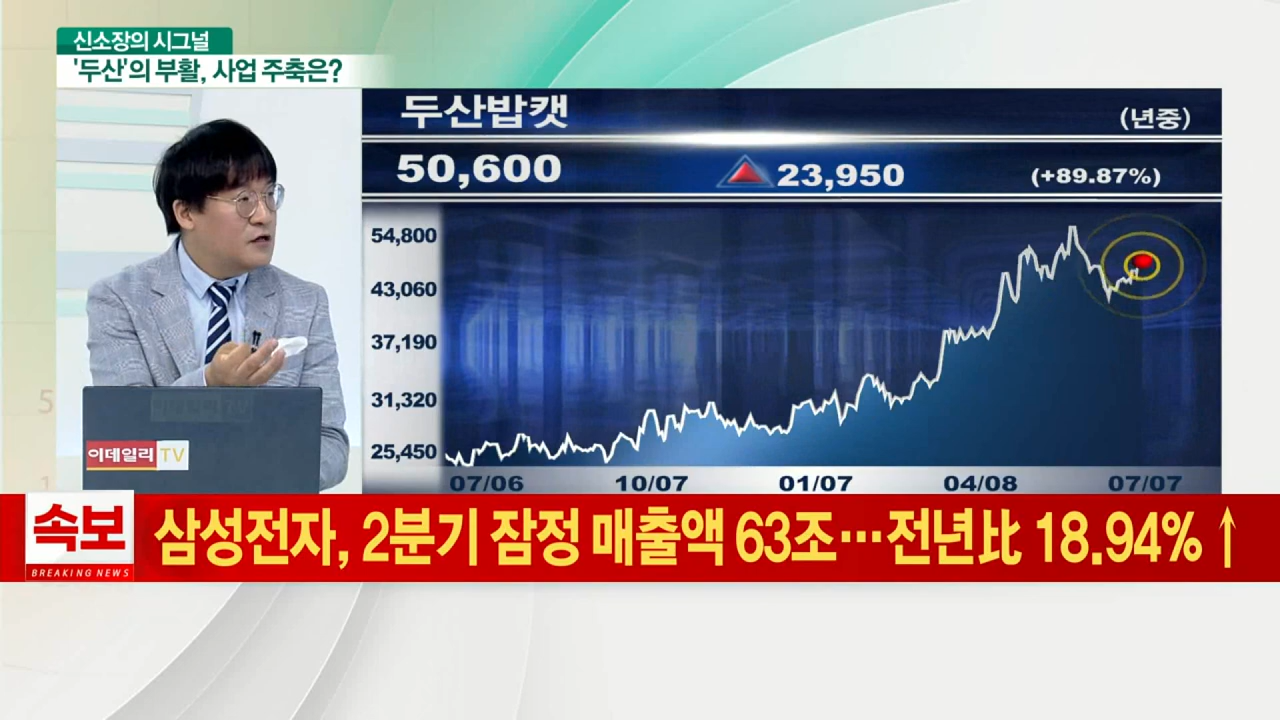 신소장의 시그널
'두산'의 부활, 사업 주축은?
두산밥캣
(년중)
50,600
23,950
(+89.87%)
54,800
43,060
37,190
31,320
25,450
07/06 10/07 01/07 04/08 07/07
이데일리 TV
속보
BREAKING NEWS
삼성전자, 2분기 잠정 매출액 63조…전년比 18.94%↑